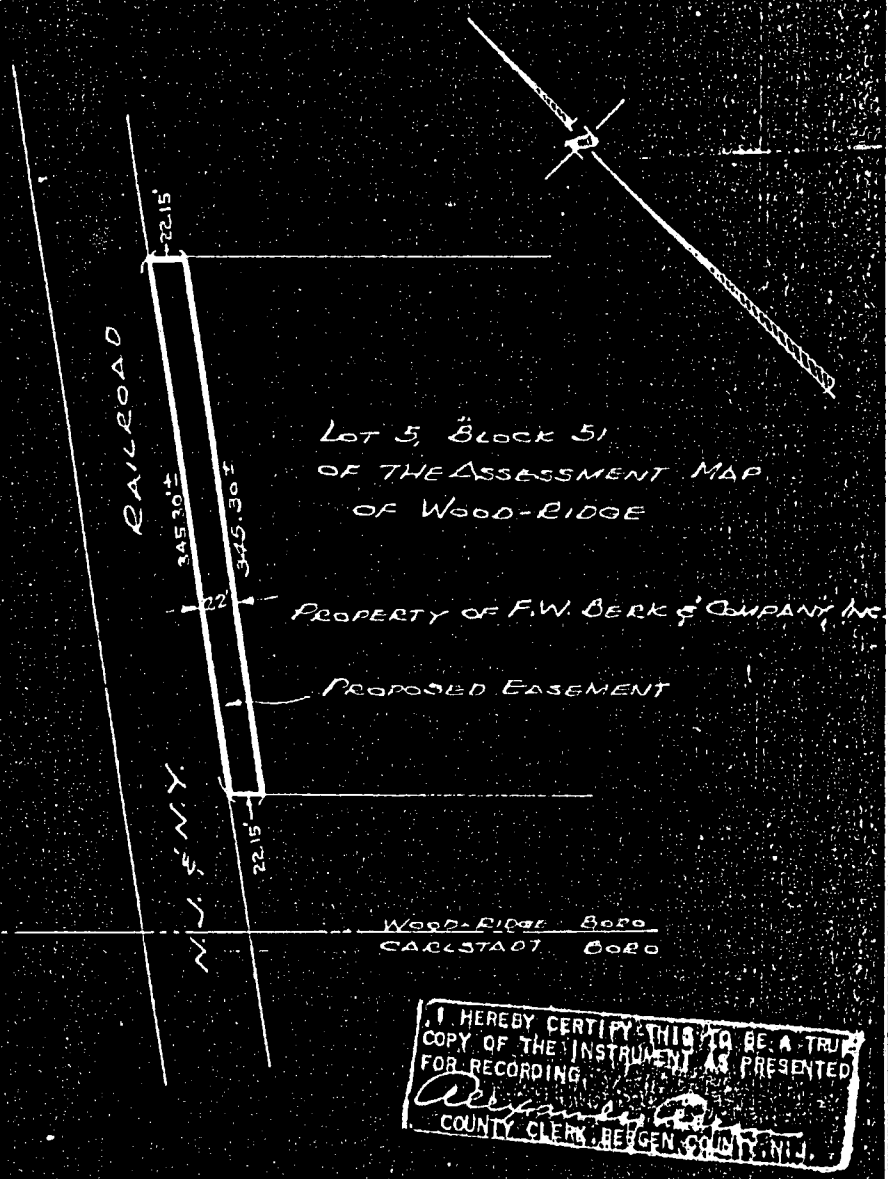 22.15'
RAILROAD
345.30'±
345.30±
LOT 5, BLOCK 51
OF THE ASSESSMENT MAP
OF WOOD-RIDGE
22'
PROPERTY OF F.W. BERK & COMPANY, INC.
PROPOSED EASEMENT
N.J. & N.Y.
22.15'
WOOD-RIDGE BORO
CARLSTADT BORO
I HEREBY CERTIFY THIS TO BE A TRUE
COPY OF THE INSTRUMENT AS PRESENTED
FOR RECORDING.
Alexander
COUNTY CLERK, BERGEN COUNTY, N.J.